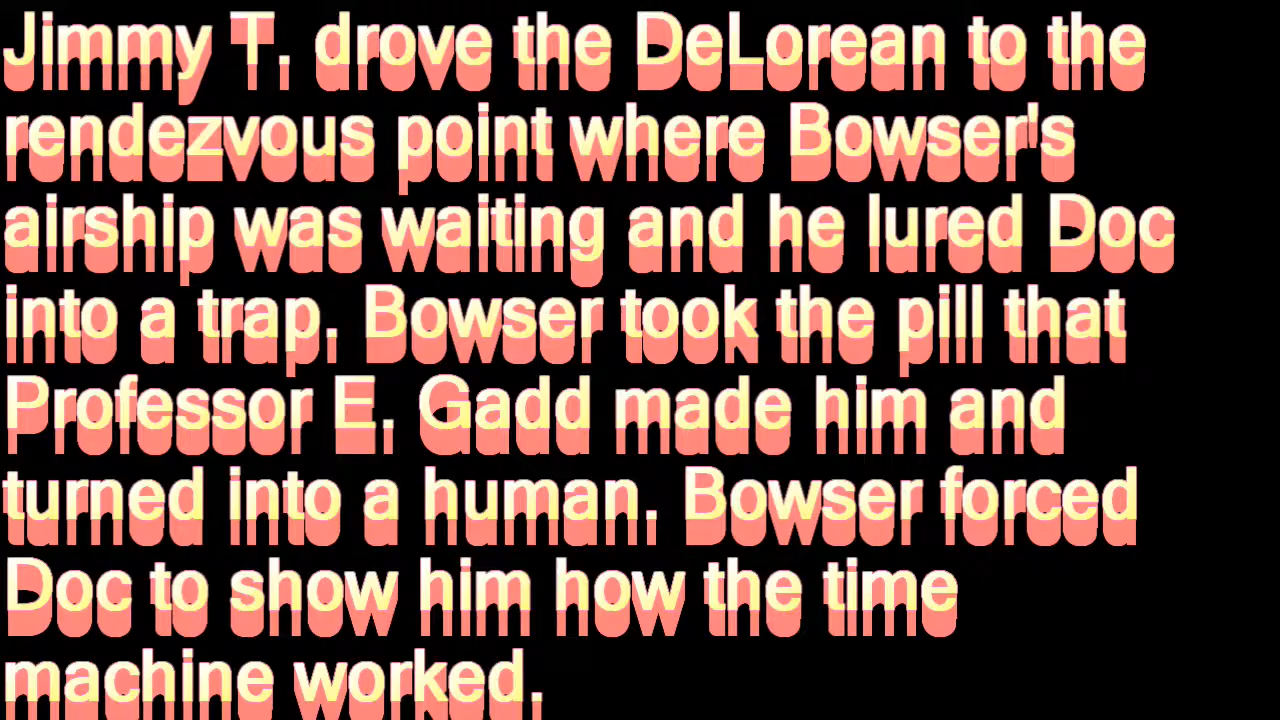 Jimmy T. drove the DeLorean to the
rendezvous point where Bowser's
airship was waiting and he lured Doc
into a trap. Bowser took the pill that
Professor E. Gadd made him and
turned into a human. Bowser forced
Doc to show him how the time
machine worked.